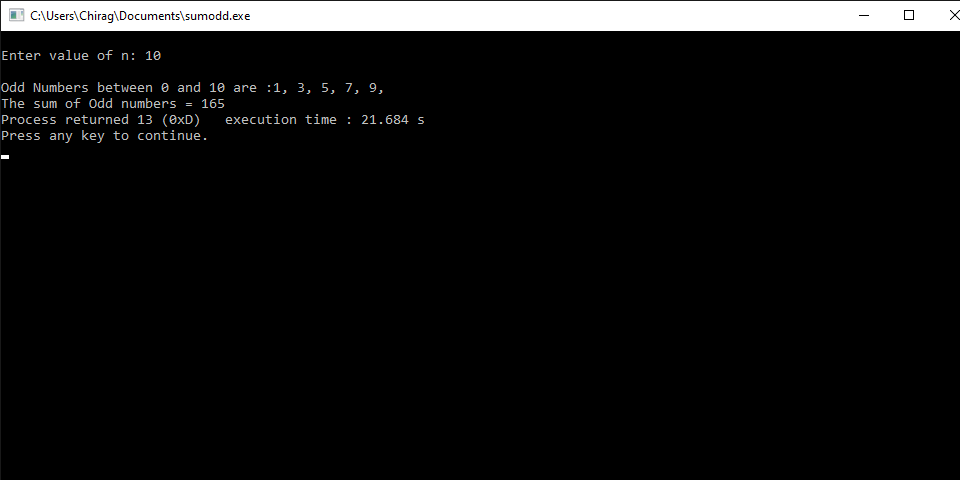 C:\Users\Chirag\Documents\sumodd.exe
Enter value of n: 10
Odd Numbers between 0 and 10 are :1, 3, 5, 7, 9,
The sum of Odd numbers = 165
Process returned 13 (0xD)   execution time : 21.684 s
Press any key to continue.